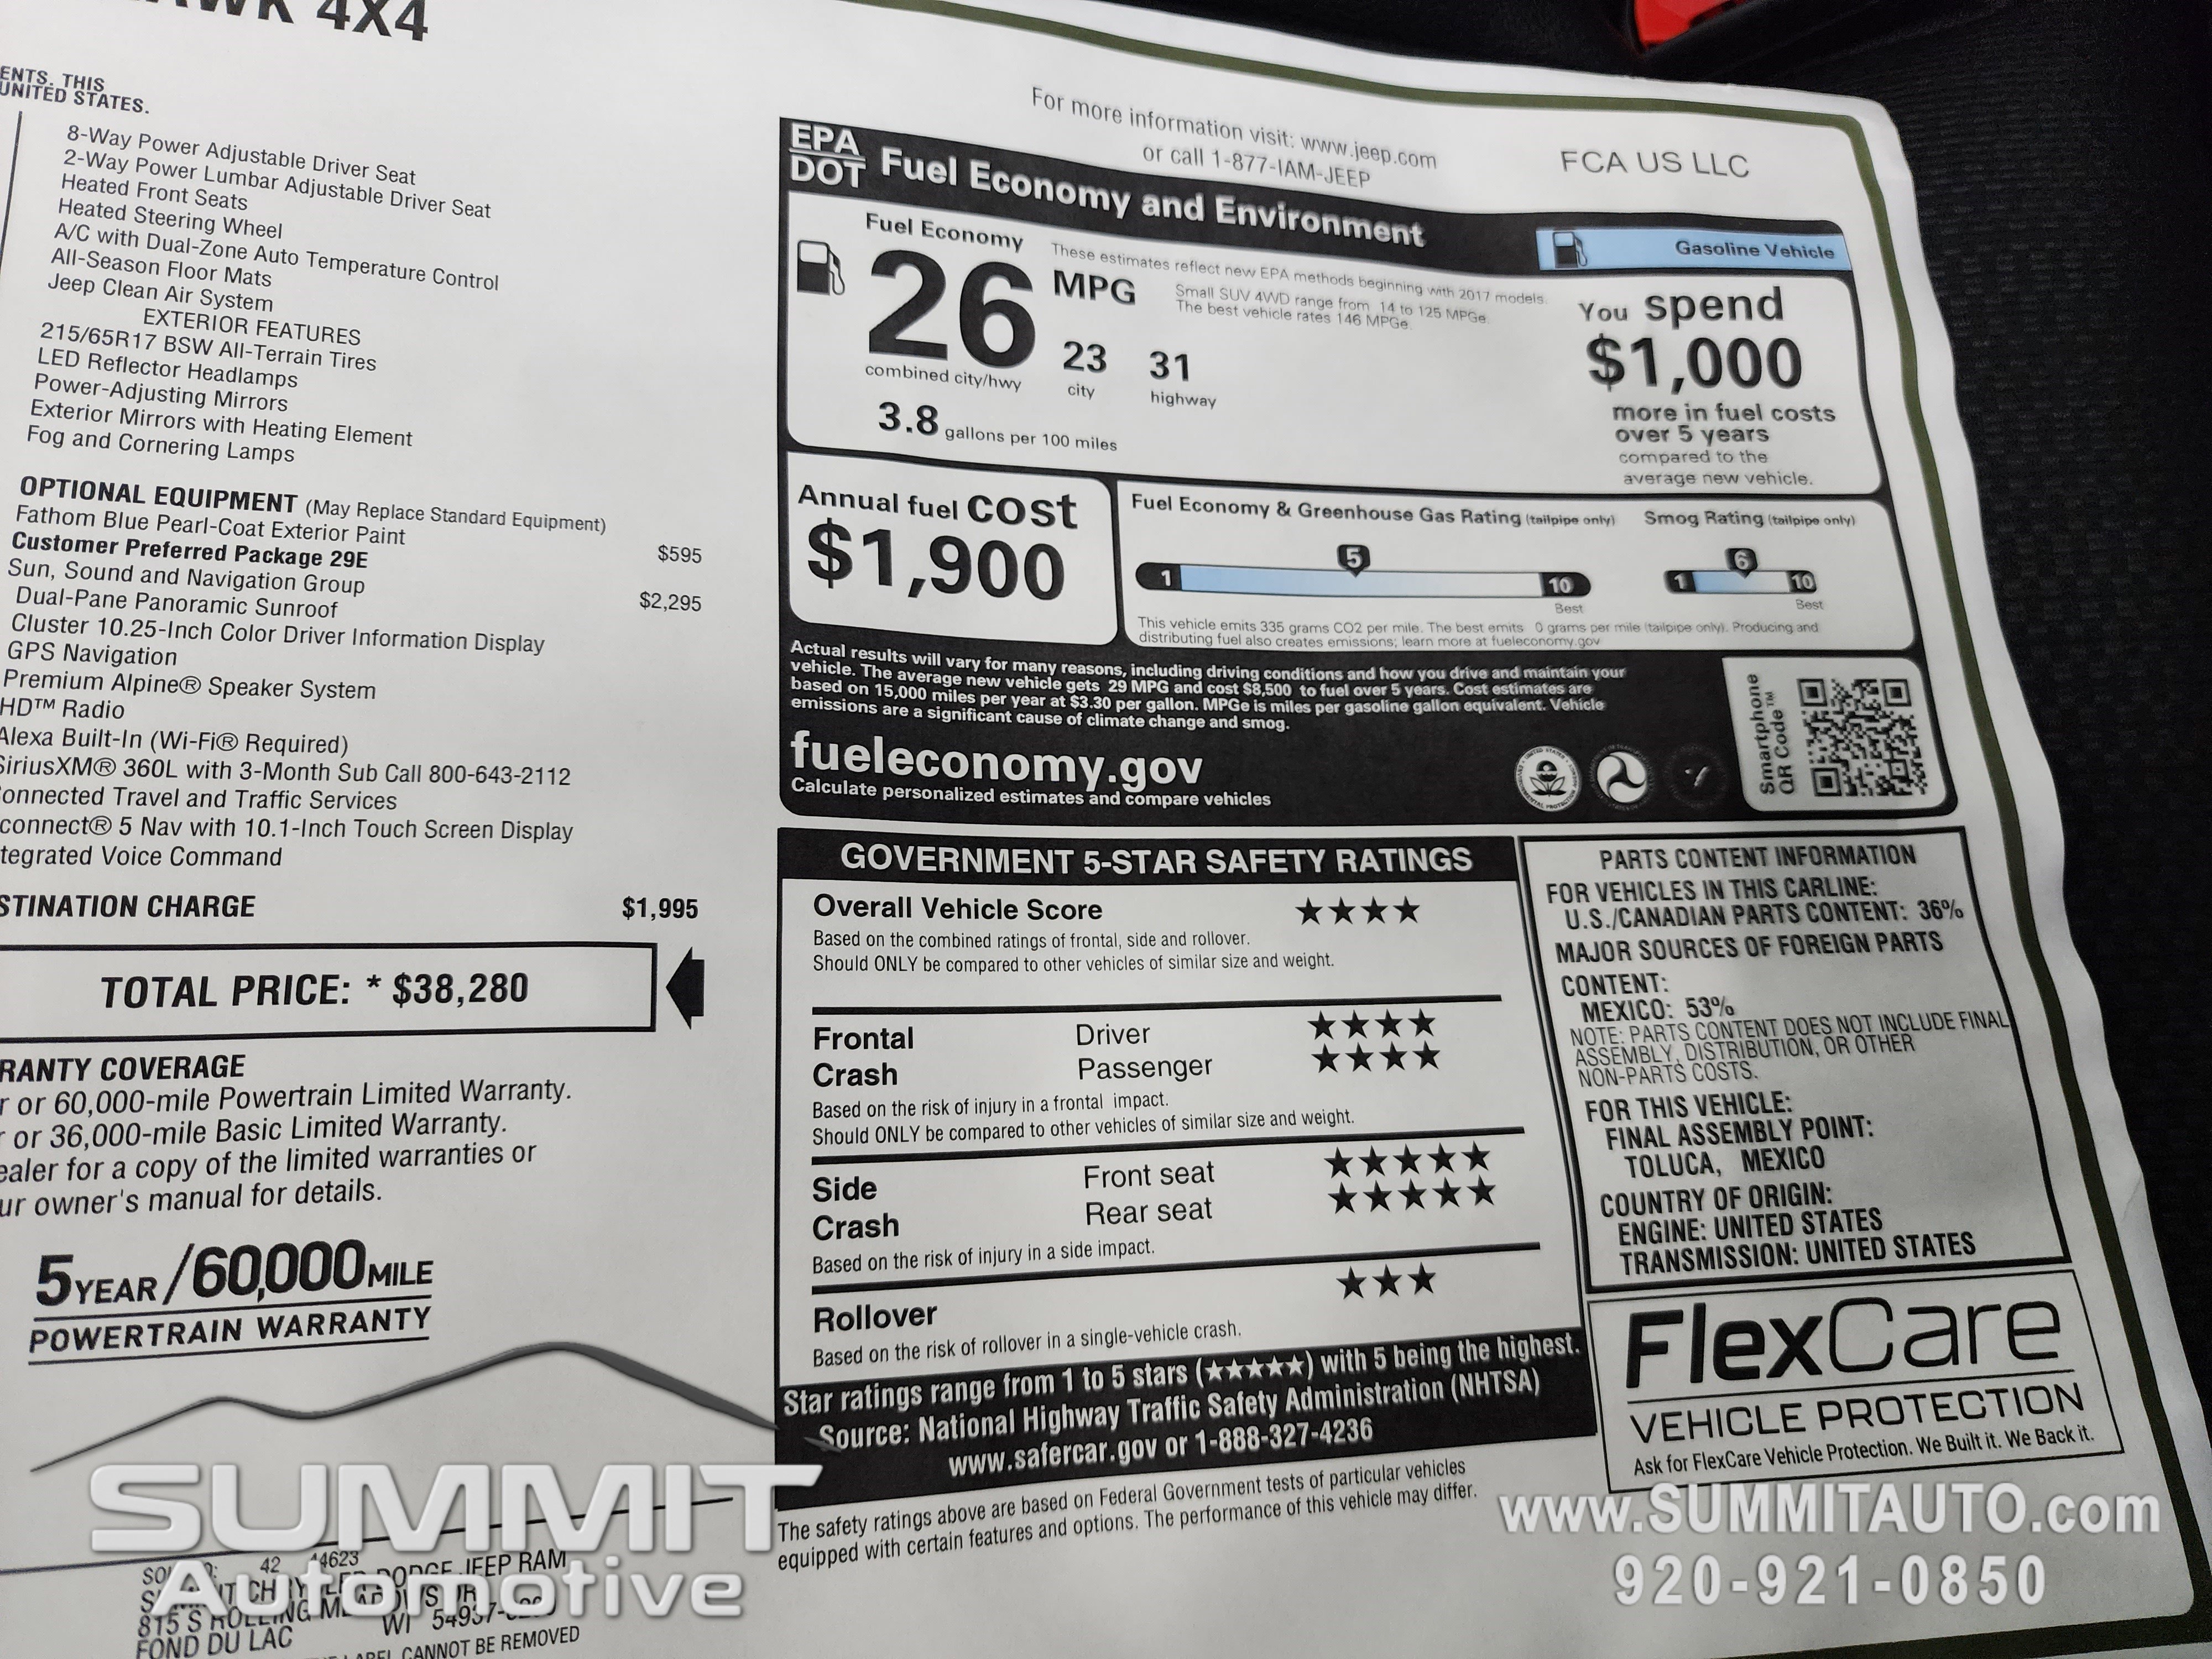 4X4
ENTS. THIS
UNITED STATES.
8-Way Power Adjustable Driver Seat
2-Way Power Lumbar Adjustable Driver Seat
Heated Front Seats
Heated Steering Wheel
A/C with Dual-Zone Auto Temperature Control
All-Season Floor Mats
Jeep Clean Air System
EXTERIOR FEATURES
215/65R17 BSW All-Terrain Tires
LED Reflector Headlamps
Power-Adjusting Mirrors
Exterior Mirrors with Heating Element
Fog and Cornering Lamps
OPTIONAL EQUIPMENT (May Replace Standard Equipment)
Fathom Blue Pearl-Coat Exterior Paint $595
Customer Preferred Package 29E
Sun, Sound and Navigation Group $2,295
Dual-Pane Panoramic Sunroof
Cluster 10.25-Inch Color Driver Information Display
GPS Navigation
Premium Alpine® Speaker System
HD™ Radio
Alexa Built-In (Wi-Fi® Required)
SiriusXM® 360L with 3-Month Sub Call 800-643-2112
onnected Travel and Traffic Services
connect® 5 Nav with 10.1-Inch Touch Screen Display
tegrated Voice Command
STINATION CHARGE $1,995
TOTAL PRICE: * $38,280
RANTY COVERAGE
r or 60,000-mile Powertrain Limited Warranty.
r or 36,000-mile Basic Limited Warranty.
ealer for a copy of the limited warranties or
ur owner's manual for details.
5 YEAR/60,000 MILE
POWERTRAIN WARRANTY
For more information visit: www.jeep.com
or call 1-877-IAM-JEEP
FCA US LLC
EPA
DOT
Fuel Economy and Environment
Gasoline Vehicle
Fuel Economy
These estimates reflect new EPA methods beginning with 2017 models.
26 MPG
Small SUV 4WD range from 14 to 125 MPGe.
The best vehicle rates 146 MPGe.
combined city/hwy
23 city
31 highway
3.8 gallons per 100 miles
You spend
$1,000
more in fuel costs
over 5 years
compared to the
average new vehicle.
Annual fuel cost
$1,900
Fuel Economy & Greenhouse Gas Rating (tailpipe only)
1 5 10
Best
Smog Rating (tailpipe only)
1 6 10
Best
This vehicle emits 335 grams CO2 per mile. The best emits 0 grams per mile (tailpipe only). Producing and
distributing fuel also creates emissions; learn more at fueleconomy.gov
Actual results will vary for many reasons, including driving conditions and how you drive and maintain your
vehicle. The average new vehicle gets 29 MPG and cost $8,500 to fuel over 5 years. Cost estimates are
based on 15,000 miles per year at $3.30 per gallon. MPGe is miles per gasoline gallon equivalent. Vehicle
emissions are a significant cause of climate change and smog.
fueleconomy.gov
Calculate personalized estimates and compare vehicles
Smartphone
QR Code™
GOVERNMENT 5-STAR SAFETY RATINGS
Overall Vehicle Score ★★★★
Based on the combined ratings of frontal, side and rollover.
Should ONLY be compared to other vehicles of similar size and weight.
Frontal Driver ★★★★
Crash Passenger ★★★★
Based on the risk of injury in a frontal impact.
Should ONLY be compared to other vehicles of similar size and weight.
Side Front seat ★★★★★
Crash Rear seat ★★★★★
Based on the risk of injury in a side impact.
Rollover ★★★
Based on the risk of rollover in a single-vehicle crash.
Star ratings range from 1 to 5 stars (★★★★★) with 5 being the highest.
Source: National Highway Traffic Safety Administration (NHTSA)
www.safercar.gov or 1-888-327-4236
The safety ratings above are based on Federal Government tests of particular vehicles
equipped with certain features and options. The performance of this vehicle may differ.
PARTS CONTENT INFORMATION
FOR VEHICLES IN THIS CARLINE:
U.S./CANADIAN PARTS CONTENT: 36%
MAJOR SOURCES OF FOREIGN PARTS
CONTENT:
MEXICO: 53%
NOTE: PARTS CONTENT DOES NOT INCLUDE FINAL
ASSEMBLY, DISTRIBUTION, OR OTHER
NON-PARTS COSTS.
FOR THIS VEHICLE:
FINAL ASSEMBLY POINT:
TOLUCA, MEXICO
COUNTRY OF ORIGIN:
ENGINE: UNITED STATES
TRANSMISSION: UNITED STATES
FlexCare
VEHICLE PROTECTION
Ask for FlexCare Vehicle Protection. We Built it. We Back it.
SUMMIT
Automotive
42 44623
DODGE JEEP RAM
815 S ROLLING MEADOWS DR
FOND DU LAC WI
CANNOT BE REMOVED
www.SUMMITAUTO.com
920-921-0850